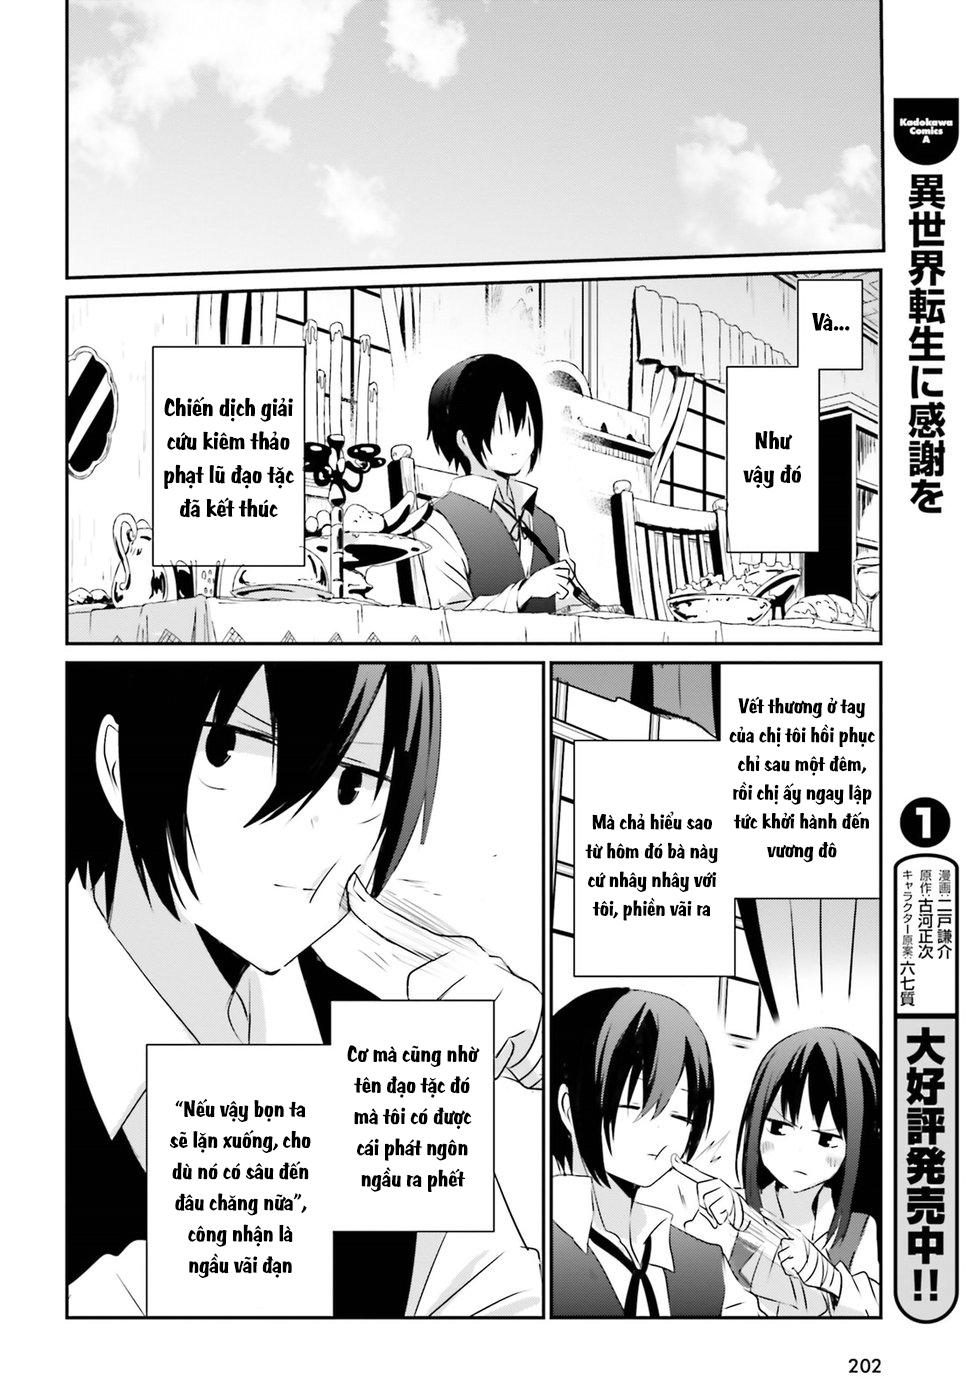 Và...
Như
vậy đó
Chiến dịch giải
cứu kiêm thảo
phạt lũ đạo tặc
đã kết thúc
Vết thương ở tay
của chị tôi hồi phục
chỉ sau một đêm,
rồi chị ấy ngay lập
tức khởi hành đến
vương đô
Mà chả hiểu sao
từ hôm đó bà này
cứ nhây nhây với
tôi, phiền vãi ra
Cơ mà cũng nhờ
tên đạo tặc đó
mà tôi có được
cái phát ngôn
ngầu ra phết
“Nếu vậy bọn ta
sẽ lặn xuống, cho
dù nó có sâu đến
đâu chăng nữa”,
công nhận là
ngầu vãi đạn
Kadokawa
Comics
A
異世界転生に感謝を
1
漫画:二戸謙介
原作:古河正次
キャラクター原案:六七質
大好評発売中!!
202